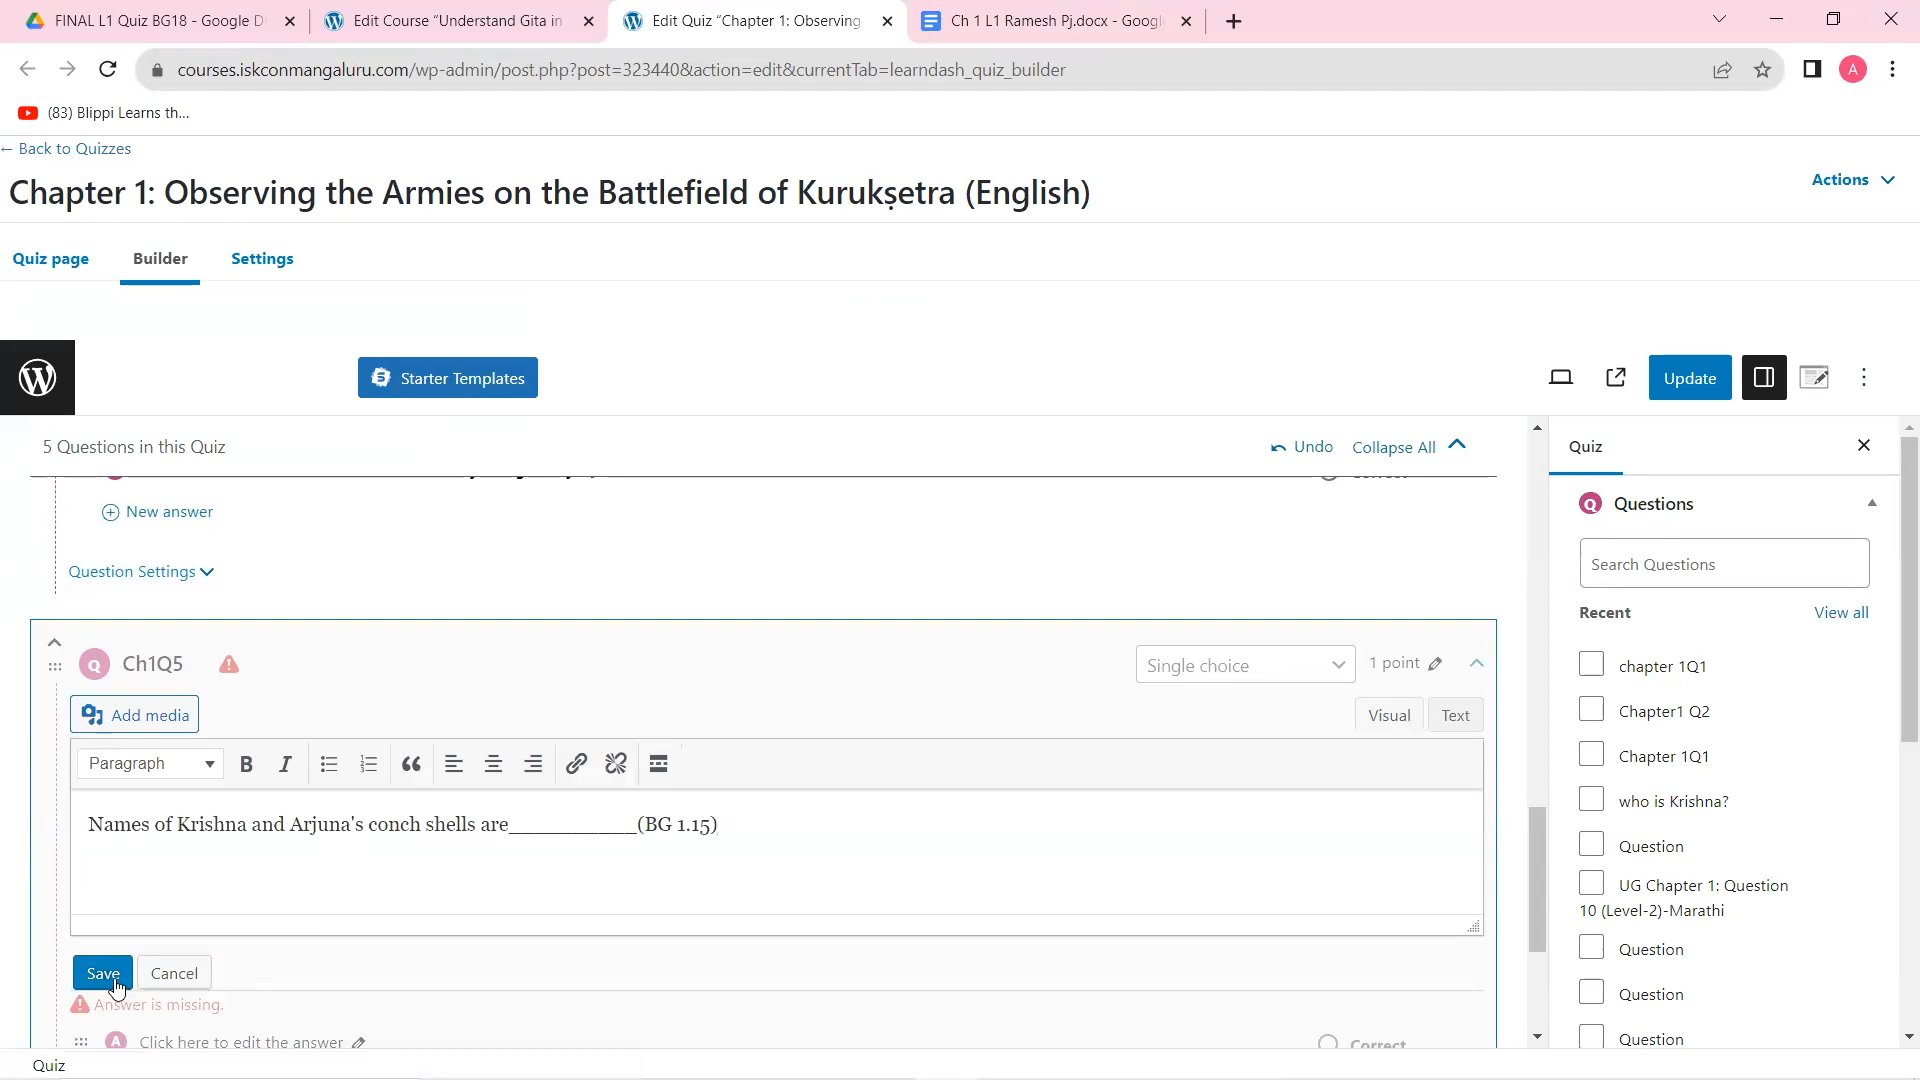 FINAL L1 Quiz BG18 - Google D
Edit Course “Understand Gita in
Edit Quiz “Chapter 1: Observing
Ch 1 L1 Ramesh Pj.docx - Googl
courses.iskconmangaluru.com/wp-admin/post.php?post=323440&action=edit&currentTab=learndash_quiz_builder
A
(83) Blippi Learns th...
← Back to Quizzes
Chapter 1: Observing the Armies on the Battlefield of Kurukṣetra (English)
Actions
Quiz page
Builder
Settings
Starter Templates
Update
5 Questions in this Quiz
Undo
Collapse All
Quiz
New answer
Question Settings
Q Questions
Search Questions
Recent
View all
Q Ch1Q5
Single choice
1 point
Add media
Visual
Text
Paragraph
B
I
Names of Krishna and Arjuna's conch shells are__________(BG 1.15)
Save
Cancel
Answer is missing.
A Click here to edit the answer
Correct
chapter 1Q1
Chapter1 Q2
Chapter 1Q1
who is Krishna?
Question
UG Chapter 1: Question
10 (Level-2)-Marathi
Question
Question
Question
Quiz